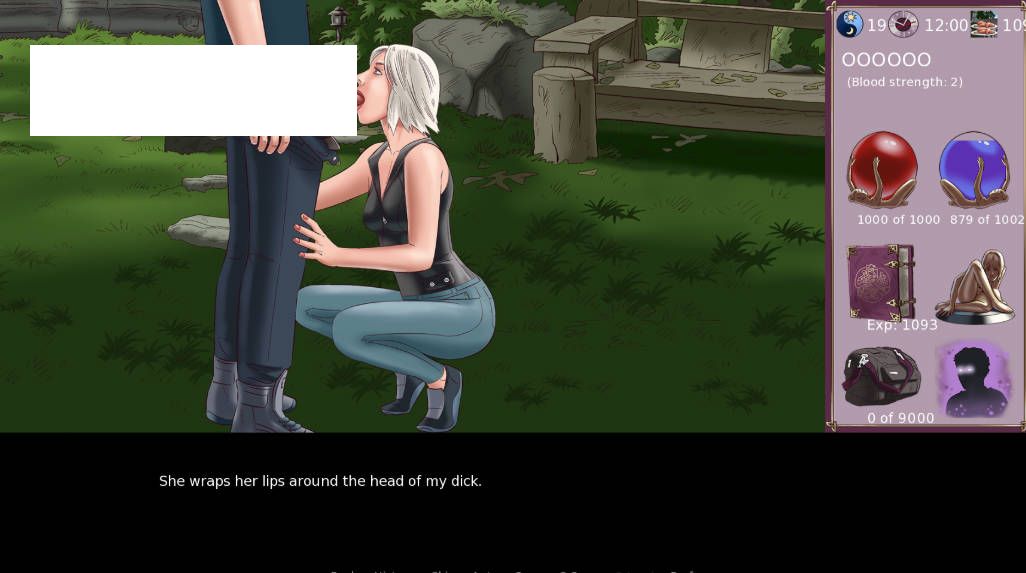 19 12:00 109
OOOOOO
(Blood strength: 2)
1000 of 1000 879 of 1002
Exp: 1093
0 of 9000
She wraps her lips around the head of my dick.